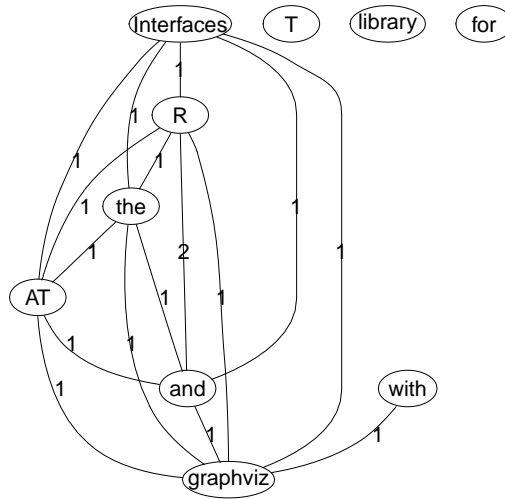 Interfaces T library for
1
R
1 1
1 1
the
1 1
1 2 1
AT
1 1
1 1
1
and with
1 1
graphviz